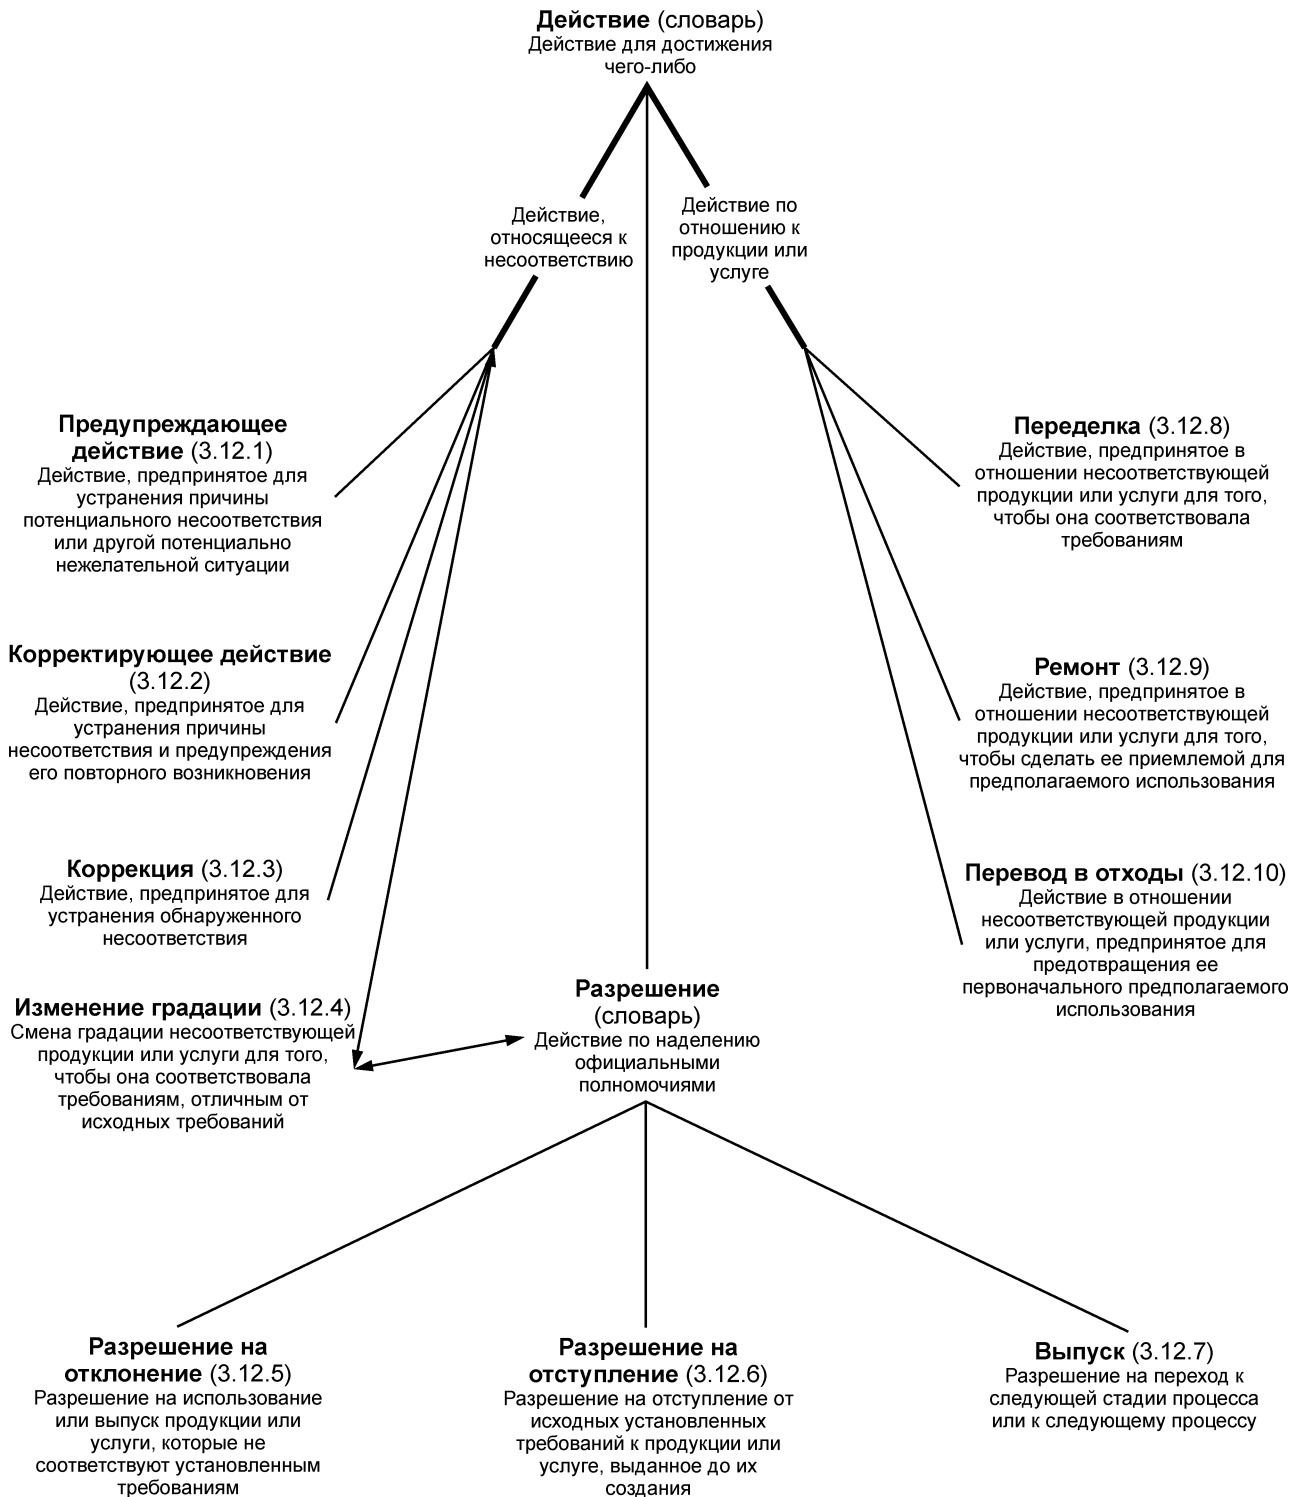 Действие (словарь)
Действие для достижения
чего-либо
Действие,
относящееся к
несоответствию
Действие по
отношению к
продукции или
услуге
Предупреждающее
действие (3.12.1)
Действие, предпринятое для
устранения причины
потенциального несоответствия
или другой потенциально
нежелательной ситуации
Корректирующее действие
(3.12.2)
Действие, предпринятое для
устранения причины
несоответствия и предупреждения
его повторного возникновения
Коррекция (3.12.3)
Действие, предпринятое для
устранения обнаруженного
несоответствия
Изменение градации (3.12.4)
Смена градации несоответствующей
продукции или услуги для того,
чтобы она соответствовала
требованиям, отличным от
исходных требований
Переделка (3.12.8)
Действие, предпринятое в
отношении несоответствующей
продукции или услуги для того,
чтобы она соответствовала
требованиям
Ремонт (3.12.9)
Действие, предпринятое в
отношении несоответствующей
продукции или услуги для того,
чтобы сделать ее приемлемой для
предполагаемого использования
Перевод в отходы (3.12.10)
Действие в отношении
несоответствующей продукции
или услуги, предпринятое для
предотвращения ее
первоначального предполагаемого
использования
Разрешение
(словарь)
Действие по наделению
официальными
полномочиями
Разрешение на
отклонение (3.12.5)
Разрешение на использование
или выпуск продукции или
услуги, которые не
соответствуют установленным
требованиям
Разрешение на
отступление (3.12.6)
Разрешение на отступление от
исходных установленных
требований к продукции или
услуге, выданное до их
создания
Выпуск (3.12.7)
Разрешение на переход к
следующей стадии процесса
или к следующему процессу